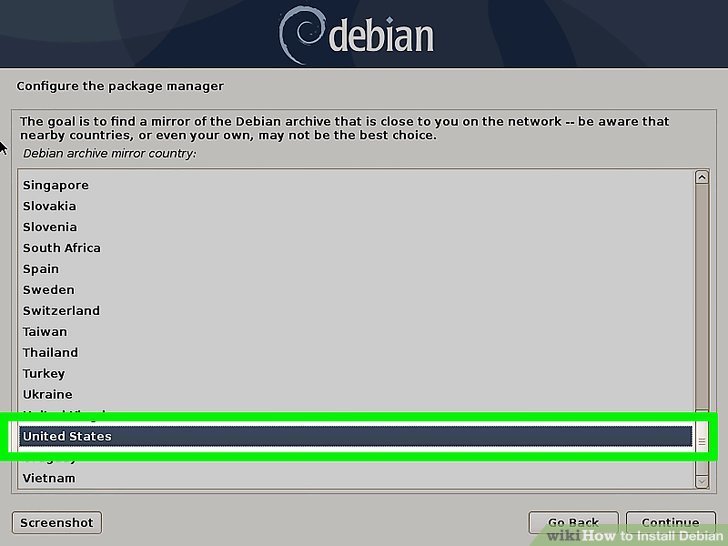 debian
Configure the package manager
The goal is to find a mirror of the Debian archive that is close to you on the network -- be aware that
nearby countries, or even your own, may not be the best choice.
Debian archive mirror country:
Singapore
Slovakia
Slovenia
South Africa
Spain
Sweden
Switzerland
Taiwan
Thailand
Turkey
Ukraine
United States
Vietnam
Screenshot
Go Back
Continue
wikiHow to Install Debian